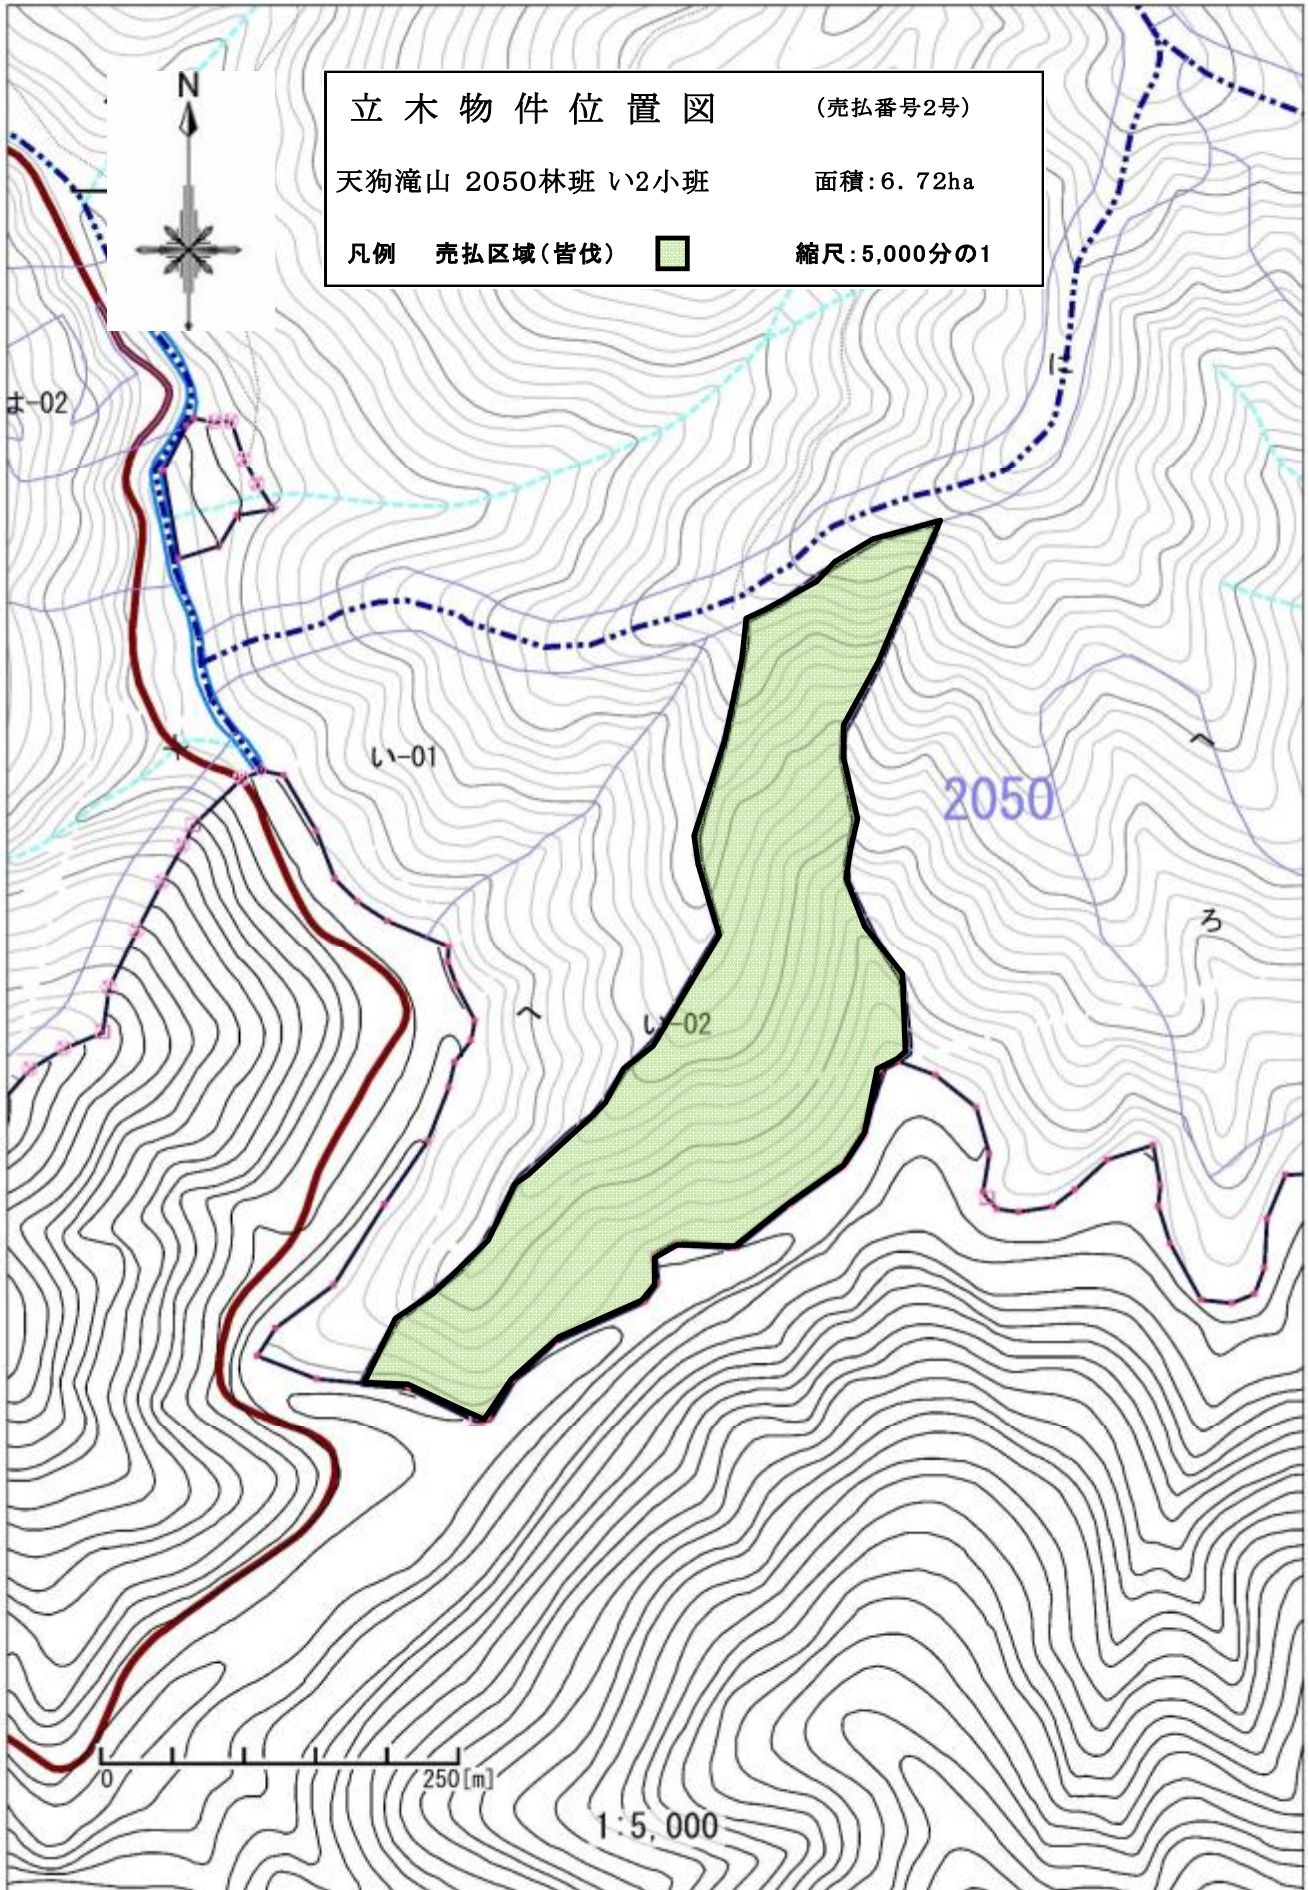 N
立木物件位置図 (売払番号2号)
天狗滝山 2050林班 い2小班 面積:6.72ha
凡例 売払区域(皆伐) 縮尺:5,000分の1
に
は-02
い-01
へ
2050
ろ
へ
い-02
0 250[m]
1:5,000